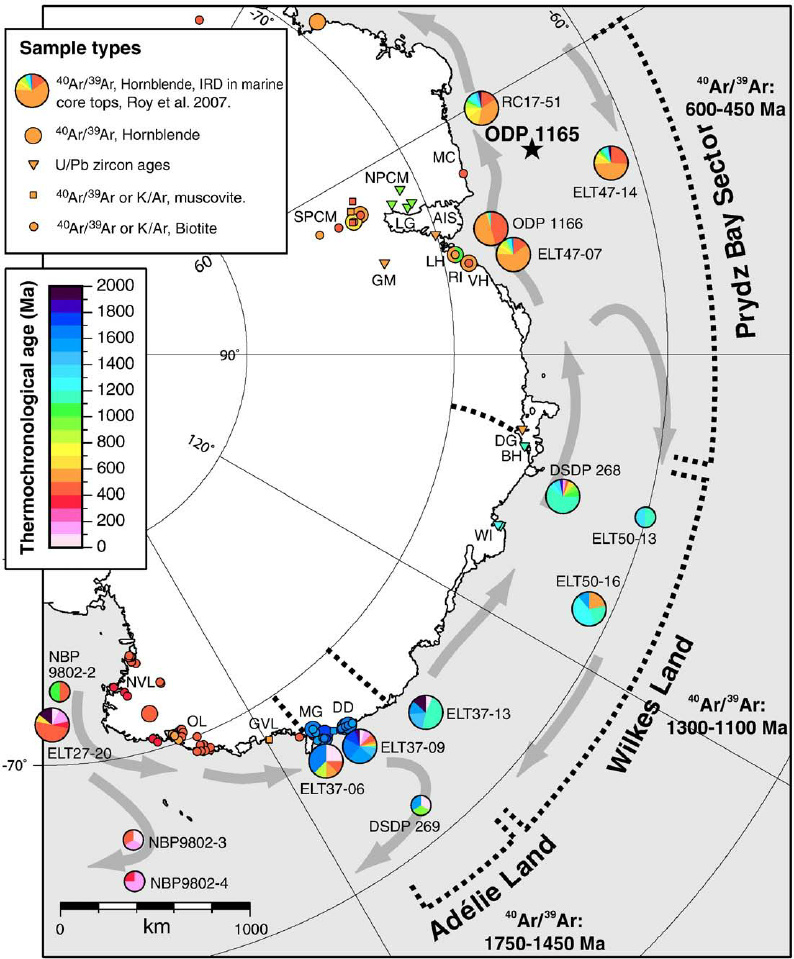 -70°
-60°
Sample types
⁴⁰Ar/³⁹Ar, Hornblende, IRD in marine
core tops, Roy et al. 2007.
⁴⁰Ar/³⁹Ar, Hornblende
U/Pb zircon ages
⁴⁰Ar/³⁹Ar or K/Ar, muscovite.
⁴⁰Ar/³⁹Ar or K/Ar, Biotite
⁴⁰Ar/³⁹Ar:
600-450 Ma
Prydz Bay Sector
RC17-51
ODP 1165
MC
ELT47-14
NPCM
SPCM
LG
AIS
ODP 1166
ELT47-07
LH
RI
VH
GM
60
90°
120°
Thermochronological age (Ma)
2000
1800
1600
1400
1200
1000
800
600
400
200
0
DG
BH
DSDP 268
WI
ELT50-13
ELT50-16
Wilkes Land
⁴⁰Ar/³⁹Ar:
1300-1100 Ma
NBP
9802-2
NVL
ELT27-20
OL
GVL
MG
DD
ELT37-13
ELT37-09
ELT37-06
-70°
DSDP 269
NBP9802-3
NBP9802-4
Adélie Land
⁴⁰Ar/³⁹Ar:
1750-1450 Ma
0
1000
km